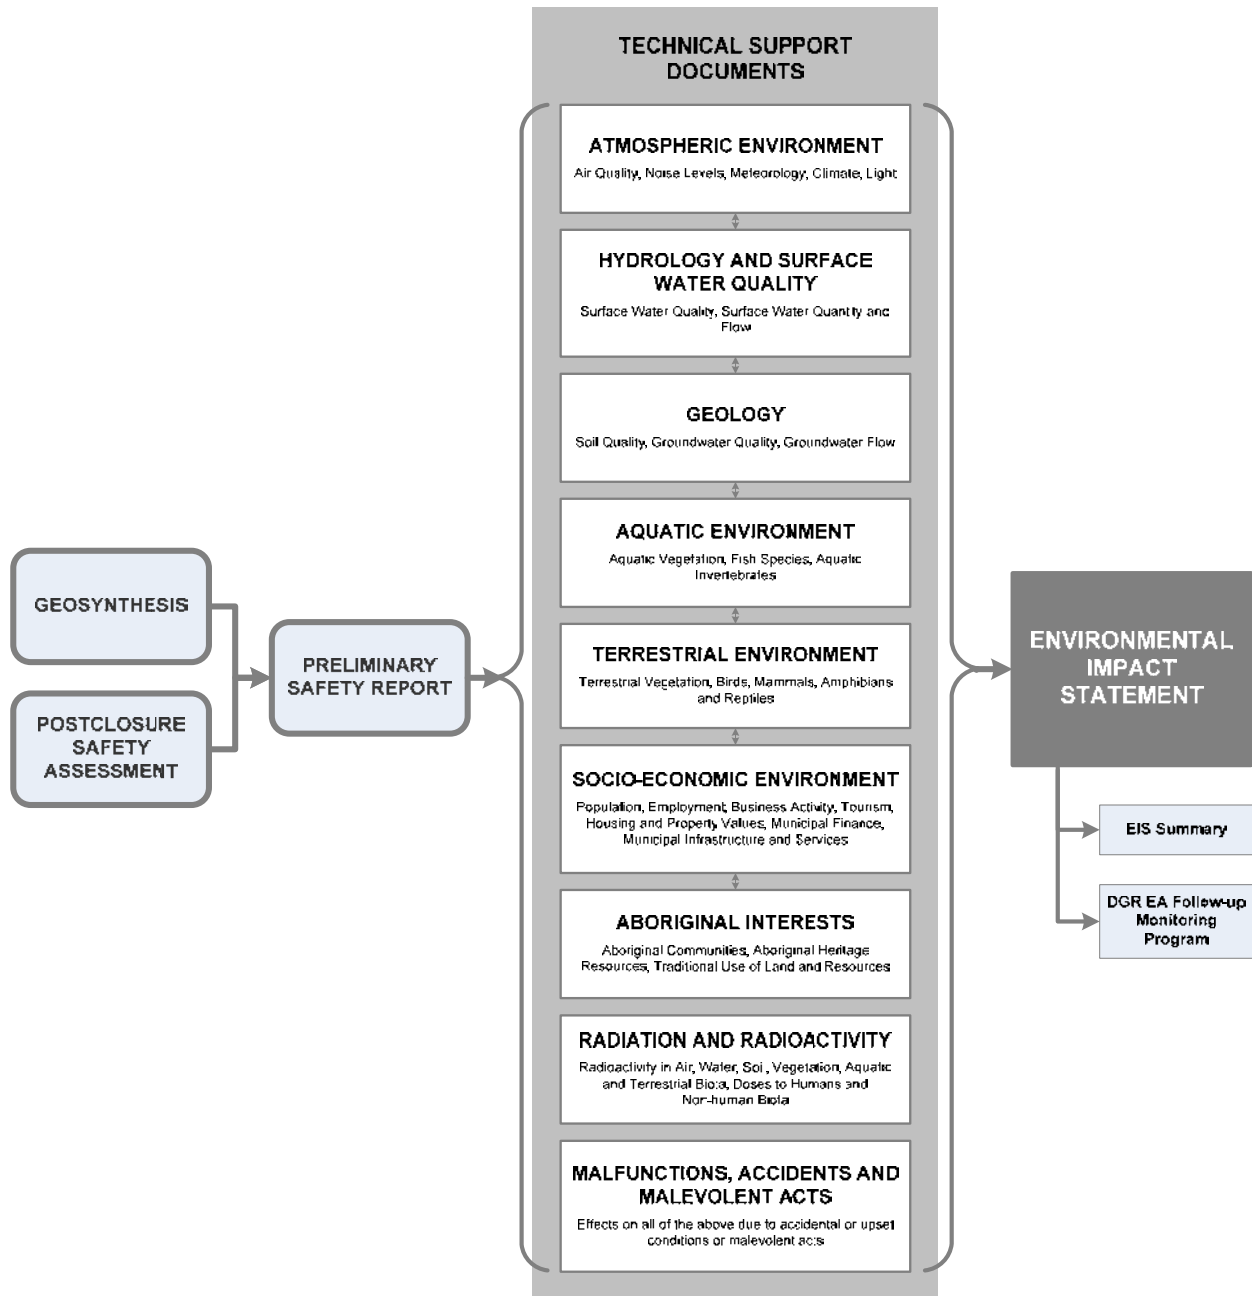 TECHNICAL SUPPORT
DOCUMENTS
ATMOSPHERIC ENVIRONMENT
Air Quality, Noise Levels, Meteorology, Climate, Light
HYDROLOGY AND SURFACE
WATER QUALITY
Surface Water Quality, Surface Water Quantity and
Flow
GEOLOGY
Soil Quality, Groundwater Quality, Groundwater Flow
AQUATIC ENVIRONMENT
Aquatic Vegetation, Fish Species, Aquatic
Invertebrates
TERRESTRIAL ENVIRONMENT
Terrestrial Vegetation, Birds, Mammals, Amphibians
and Reptiles
SOCIO-ECONOMIC ENVIRONMENT
Population, Employment, Business Activity, Tourism,
Housing and Property Values, Municipal Finance,
Municipal Infrastructure and Services
ABORIGINAL INTERESTS
Aboriginal Communities, Aboriginal Heritage
Resources, Traditional Use of Land and Resources
RADIATION AND RADIOACTIVITY
Radioactivity in Air, Water, Soil, Vegetation, Aquatic
and Terrestrial Biota, Doses to Humans and
Non-human Biota
MALFUNCTIONS, ACCIDENTS AND
MALEVOLENT ACTS
Effects on all of the above due to accidental or upset
conditions or malevolent acts
GEOSYNTHESIS
POSTCLOSURE
SAFETY
ASSESSMENT
PRELIMINARY
SAFETY REPORT
ENVIRONMENTAL
IMPACT
STATEMENT
EIS Summary
DGR EA Follow-up
Monitoring
Program